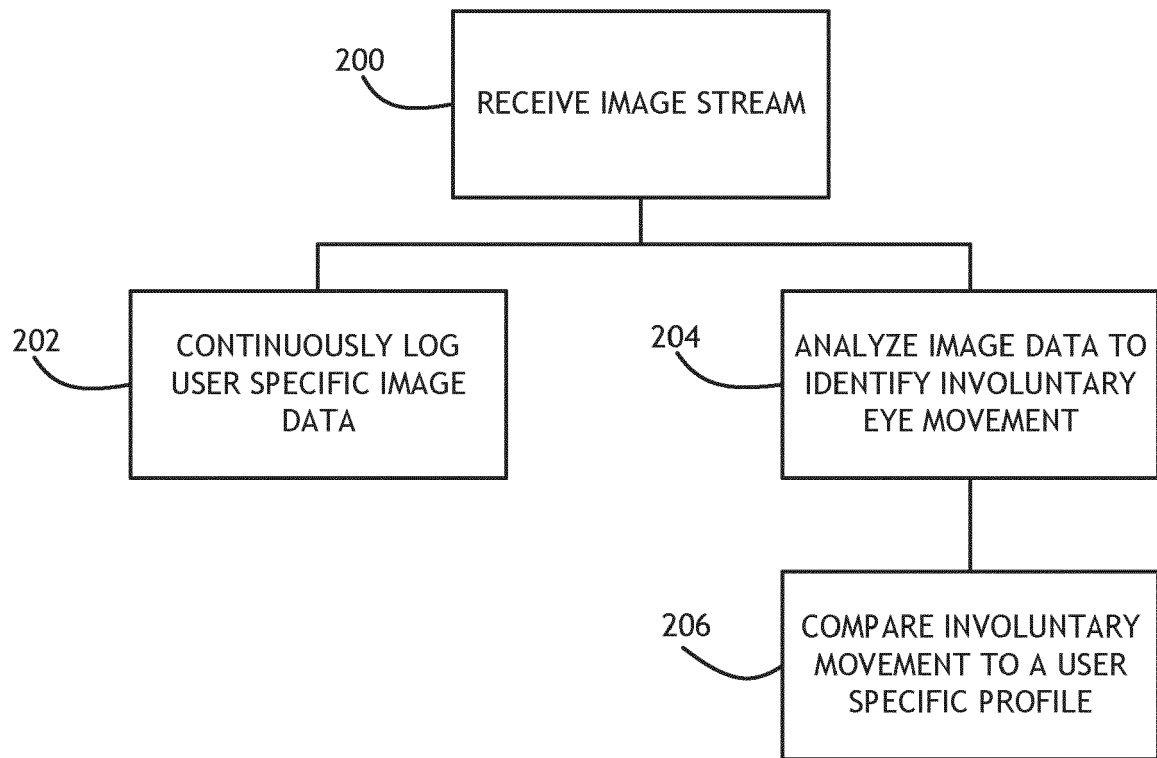 200
RECEIVE IMAGE STREAM
202
CONTINUOUSLY LOG
USER SPECIFIC IMAGE
DATA
204
ANALYZE IMAGE DATA TO
IDENTIFY INVOLUNTARY
EYE MOVEMENT
206
COMPARE INVOLUNTARY
MOVEMENT TO A USER
SPECIFIC PROFILE